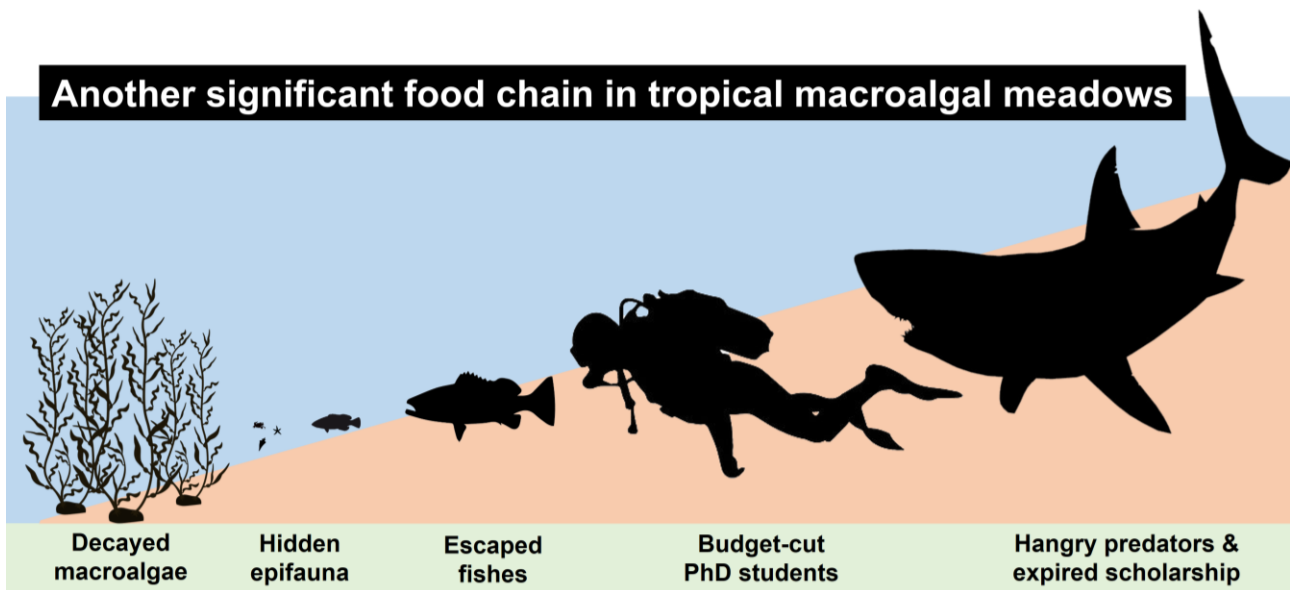 Another significant food chain in tropical macroalgal meadows
Decayed
macroalgae
Hidden
epifauna
Escaped
fishes
Budget-cut
PhD students
Hangry predators &
expired scholarship